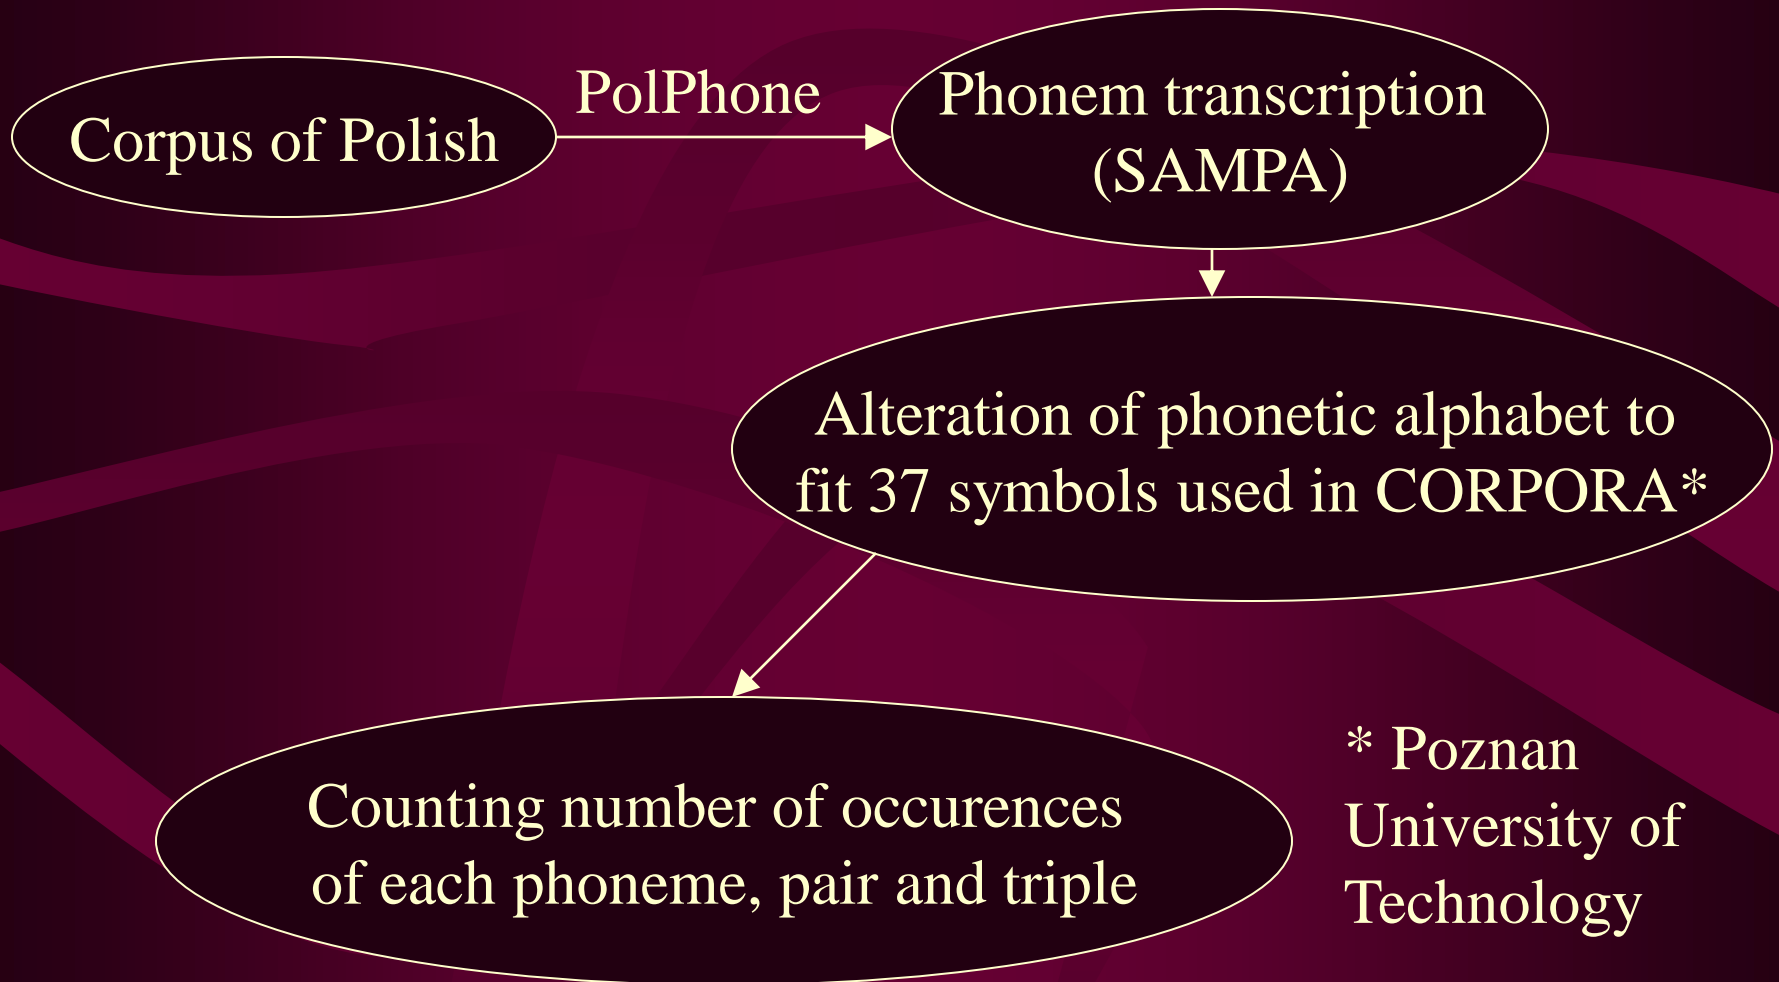 Corpus of Polish
PolPhone
Phonem transcription
(SAMPA)
Alteration of phonetic alphabet to
fit 37 symbols used in CORPORA*
Counting number of occurences
of each phoneme, pair and triple
* Poznan
University of
Technology